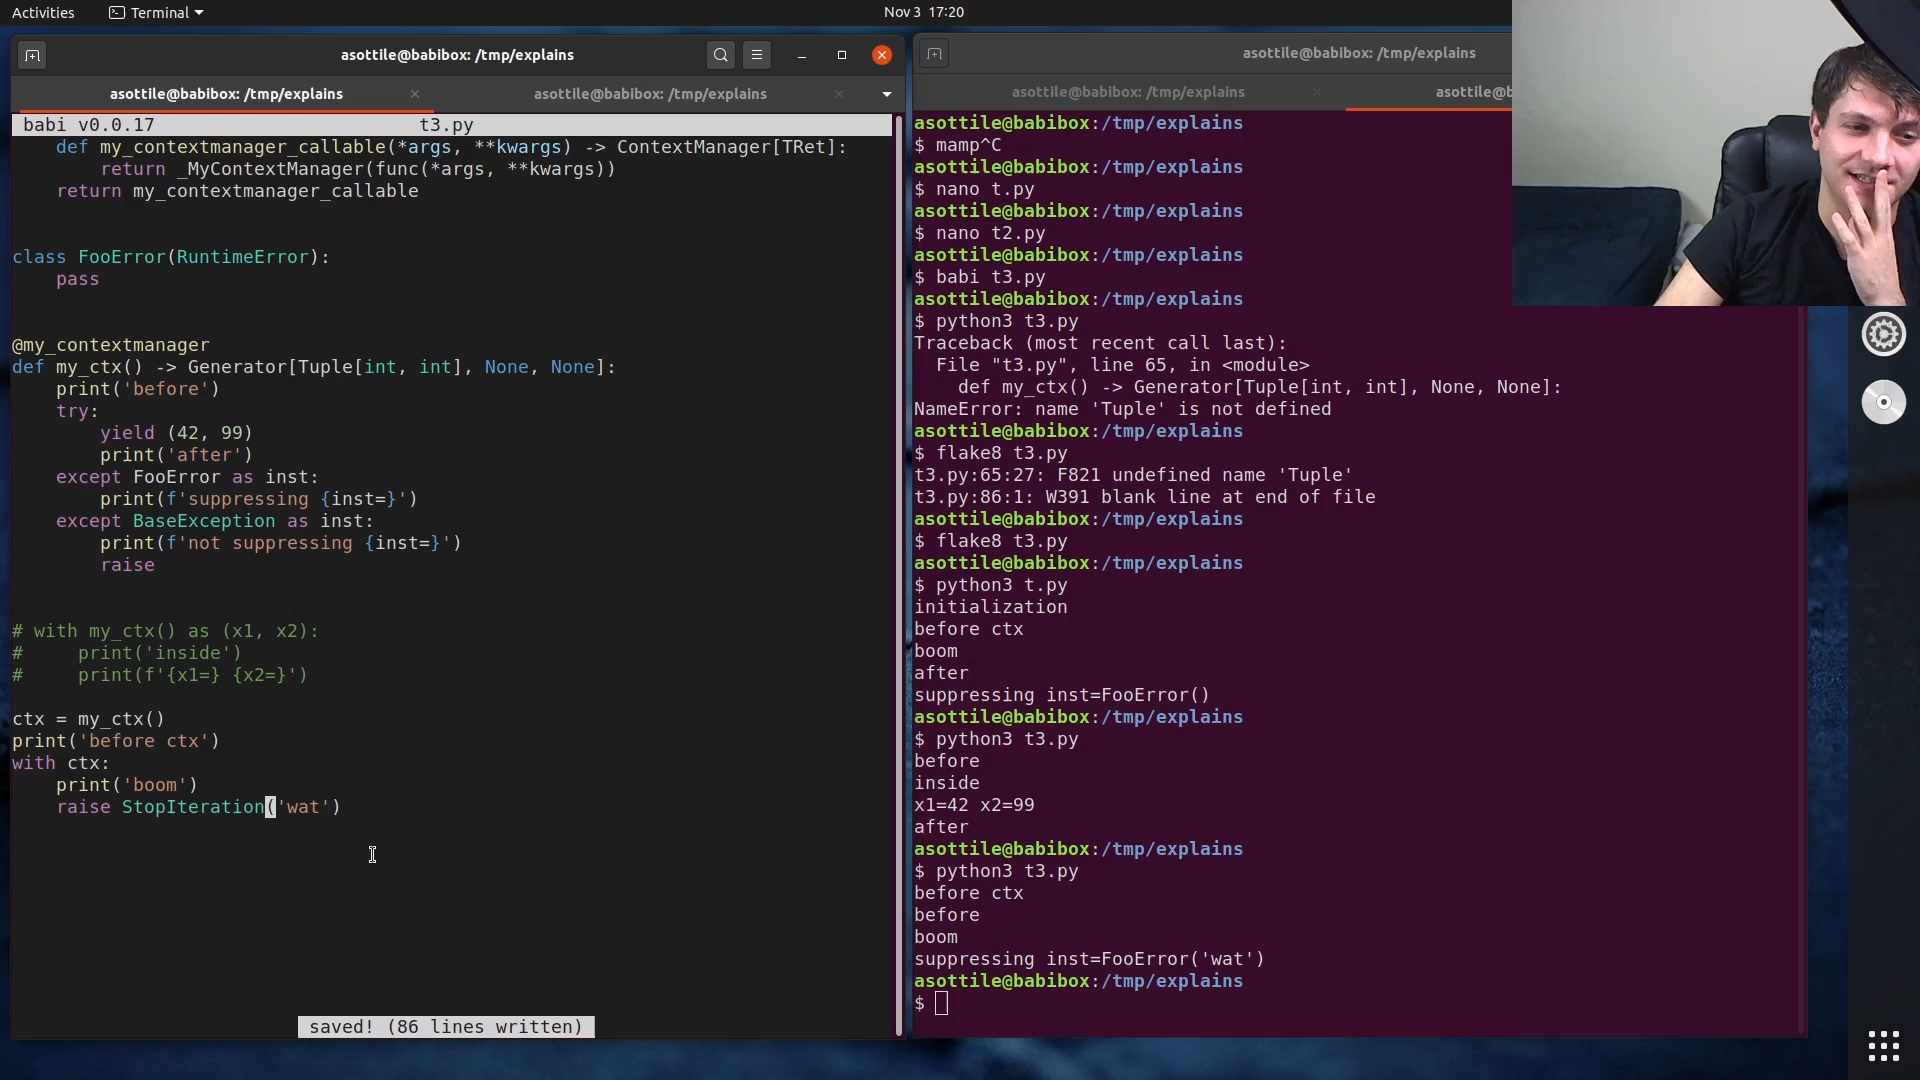 Activities
Terminal
Nov 3 17:20
asottile@babibox: /tmp/explains
asottile@babibox: /tmp/explains
asottile@babibox: /tmp/explains
babi v0.0.17 t3.py
def my_contextmanager_callable(*args, **kwargs) -> ContextManager[TRet]:
return _MyContextManager(func(*args, **kwargs))
return my_contextmanager_callable
class FooError(RuntimeError):
pass
@my_contextmanager
def my_ctx() -> Generator[Tuple[int, int], None, None]:
print('before')
try:
yield (42, 99)
print('after')
except FooError as inst:
print(f'suppressing {inst=}')
except BaseException as inst:
print(f'not suppressing {inst=}')
raise
# with my_ctx() as (x1, x2):
# print('inside')
# print(f'{x1=} {x2=}')
ctx = my_ctx()
print('before ctx')
with ctx:
print('boom')
raise StopIteration('wat')
saved! (86 lines written)
asottile@babibox: /tmp/explains
asottile@babibox: /tmp/explains
asottile@b
asottile@babibox:/tmp/explains
$ mamp^C
asottile@babibox:/tmp/explains
$ nano t.py
asottile@babibox:/tmp/explains
$ nano t2.py
asottile@babibox:/tmp/explains
$ babi t3.py
asottile@babibox:/tmp/explains
$ python3 t3.py
Traceback (most recent call last):
File "t3.py", line 65, in <module>
def my_ctx() -> Generator[Tuple[int, int], None, None]:
NameError: name 'Tuple' is not defined
asottile@babibox:/tmp/explains
$ flake8 t3.py
t3.py:65:27: F821 undefined name 'Tuple'
t3.py:86:1: W391 blank line at end of file
asottile@babibox:/tmp/explains
$ flake8 t3.py
asottile@babibox:/tmp/explains
$ python3 t.py
initialization
before ctx
boom
after
suppressing inst=FooError()
asottile@babibox:/tmp/explains
$ python3 t3.py
before
inside
x1=42 x2=99
after
asottile@babibox:/tmp/explains
$ python3 t3.py
before ctx
before
boom
suppressing inst=FooError('wat')
asottile@babibox:/tmp/explains
$